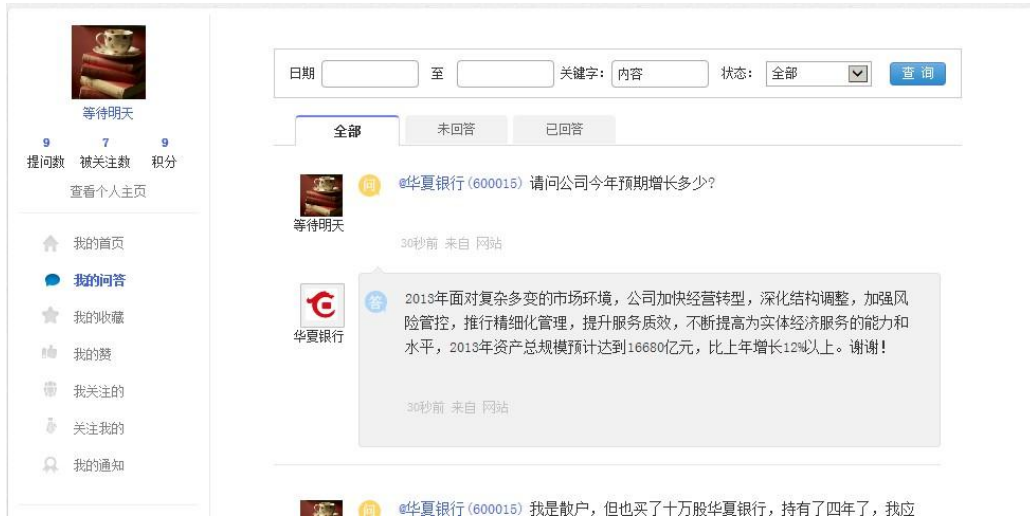 等待明天
9 7 9
提问数 被关注数 积分
查看个人主页
我的首页
我的问答
我的收藏
我的赞
我关注的
关注我的
我的通知
日期 至 关键字： 内容 状态： 全部 查询
全部 未回答 已回答
问 @华夏银行(600015) 请问公司今年预期增长多少?
等待明天
30秒前 来自 网站
答 2013年面对复杂多变的市场环境，公司加快经营转型，深化结构调整，加强风
险管控，推行精细化管理，提升服务质效，不断提高为实体经济服务的能力和
水平，2013年资产总规模预计达到16680亿元，比上年增长12%以上。谢谢！
华夏银行
30秒前 来自 网站
问 @华夏银行(600015) 我是散户，但也买了十万股华夏银行，持有了四年了，我应